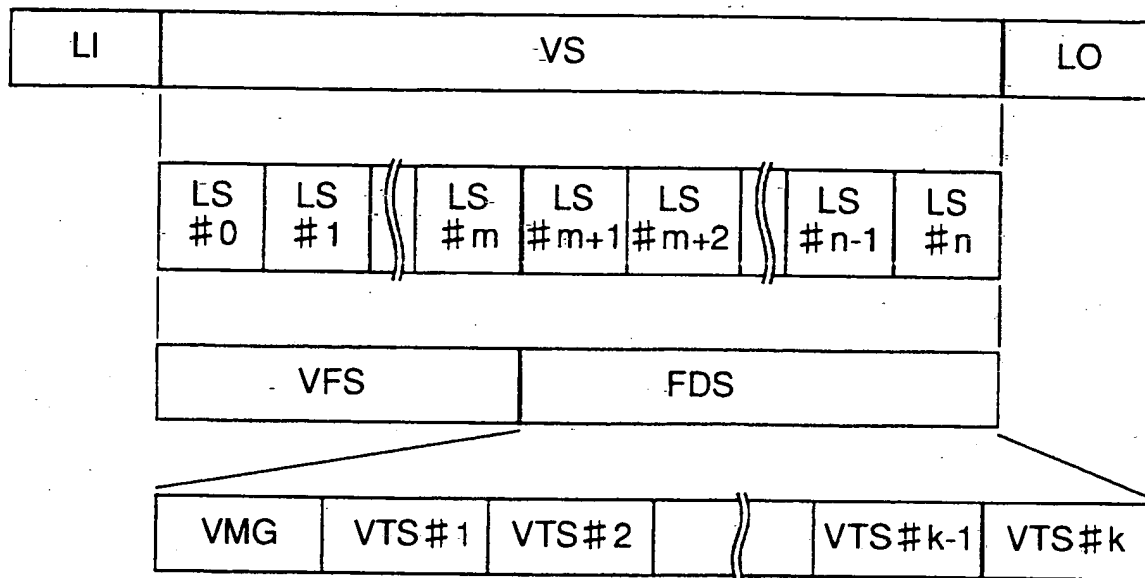 LI VS LO
LS LS LS LS LS LS LS
#0 #1 #m #m+1 #m+2 #n-1 #n
VFS FDS
VMG VTS#1 VTS#2 VTS#k-1 VTS#k